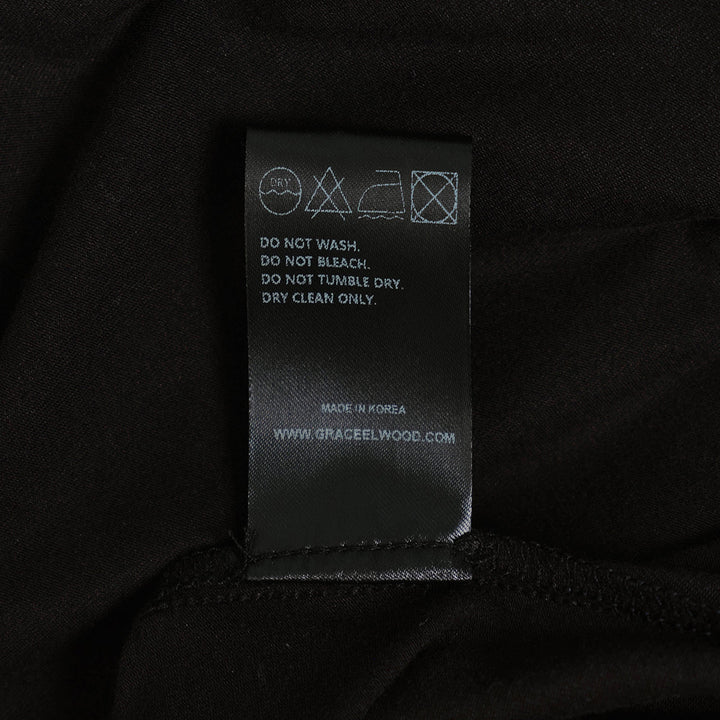 DRY
DO NOT WASH.
DO NOT BLEACH.
DO NOT TUMBLE DRY.
DRY CLEAN ONLY.
MADE IN KOREA
WWW.GRACEELWOOD.COM